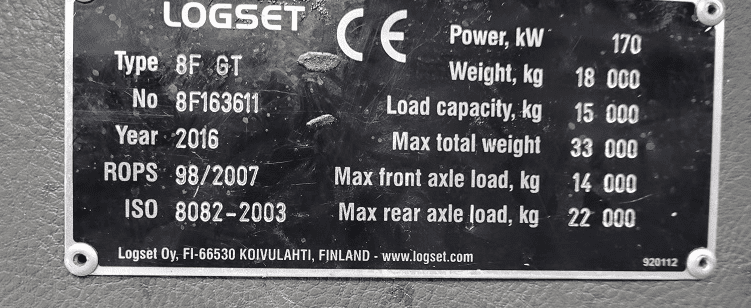 LOGSET CE
Type 8F GT
No 8F163611
Year 2016
ROPS 98/2007
ISO 8082-2003
Power, kW 170
Weight, kg 18 000
Load capacity, kg 15 000
Max total weight 33 000
Max front axle load, kg 14 000
Max rear axle load, kg 22 000
Logset Oy, FI-66530 KOIVULAHTI, FINLAND - www.logset.com
920112